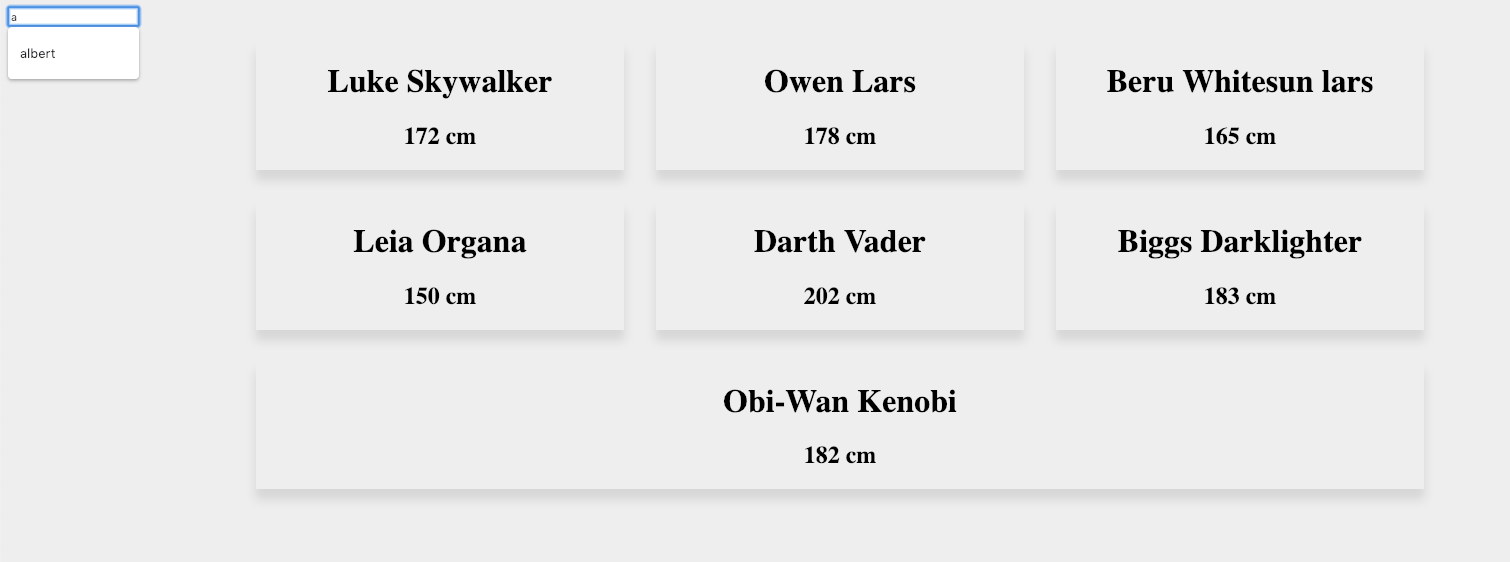 a
albert
Luke Skywalker
172 cm
Owen Lars
178 cm
Beru Whitesun lars
165 cm
Leia Organa
150 cm
Darth Vader
202 cm
Biggs Darklighter
183 cm
Obi-Wan Kenobi
182 cm